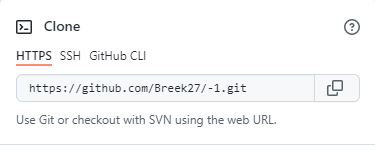 Clone
HTTPS SSH GitHub CLI
https://github.com/Breek27/-1.git
Use Git or checkout with SVN using the web URL.